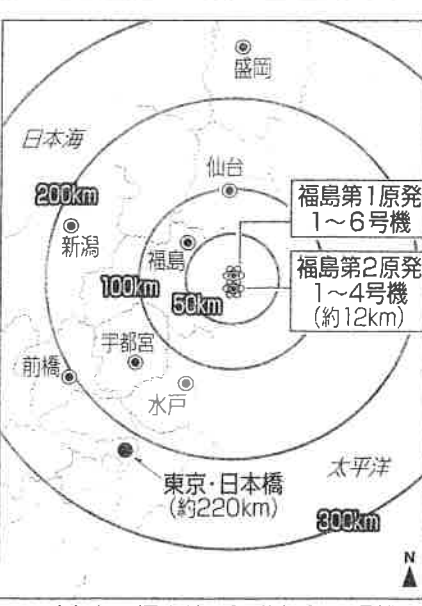 盛岡
日本海
仙台
200km
福島第1原発
1〜6号機
新潟
福島
福島第2原発
1〜4号機
(約12km)
100km
50km
宇都宮
前橋
水戸
太平洋
東京・日本橋
(約220km)
300km
N